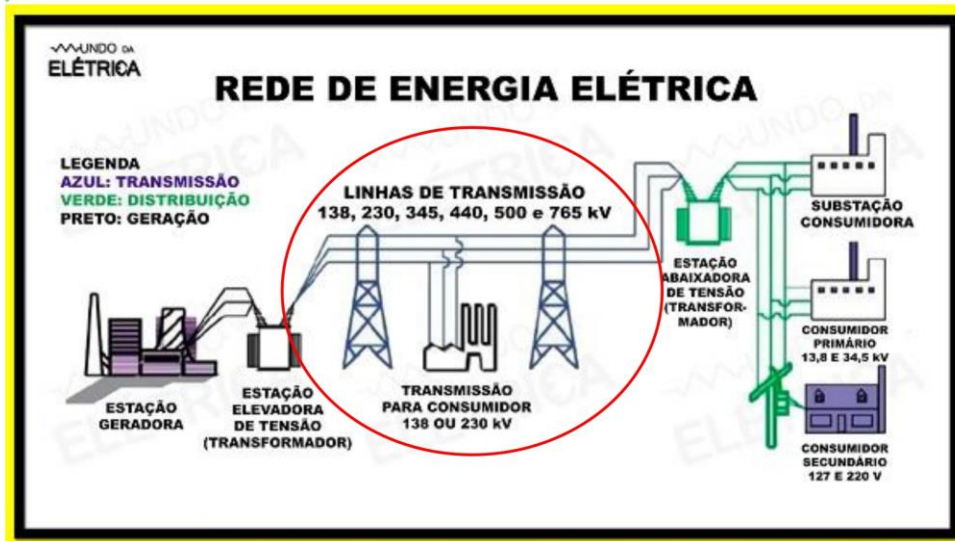 MUNDO DA
ELÉTRICA
REDE DE ENERGIA ELÉTRICA
LEGENDA
AZUL: TRANSMISSÃO
VERDE: DISTRIBUIÇÃO
PRETO: GERAÇÃO
LINHAS DE TRANSMISSÃO
138, 230, 345, 440, 500 e 765 kV
ESTAÇÃO
GERADORA
ESTAÇÃO
ELEVADORA
DE TENSÃO
(TRANSFORMADOR)
TRANSMISSÃO
PARA CONSUMIDOR
138 OU 230 kV
ESTAÇÃO
ABAIXADORA
DE TENSÃO
(TRANSFOR-
MADOR)
SUBSTAÇÃO
CONSUMIDORA
CONSUMIDOR
PRIMÁRIO
13,8 E 34,5 kV
CONSUMIDOR
SECUNDÁRIO
127 E 220 V